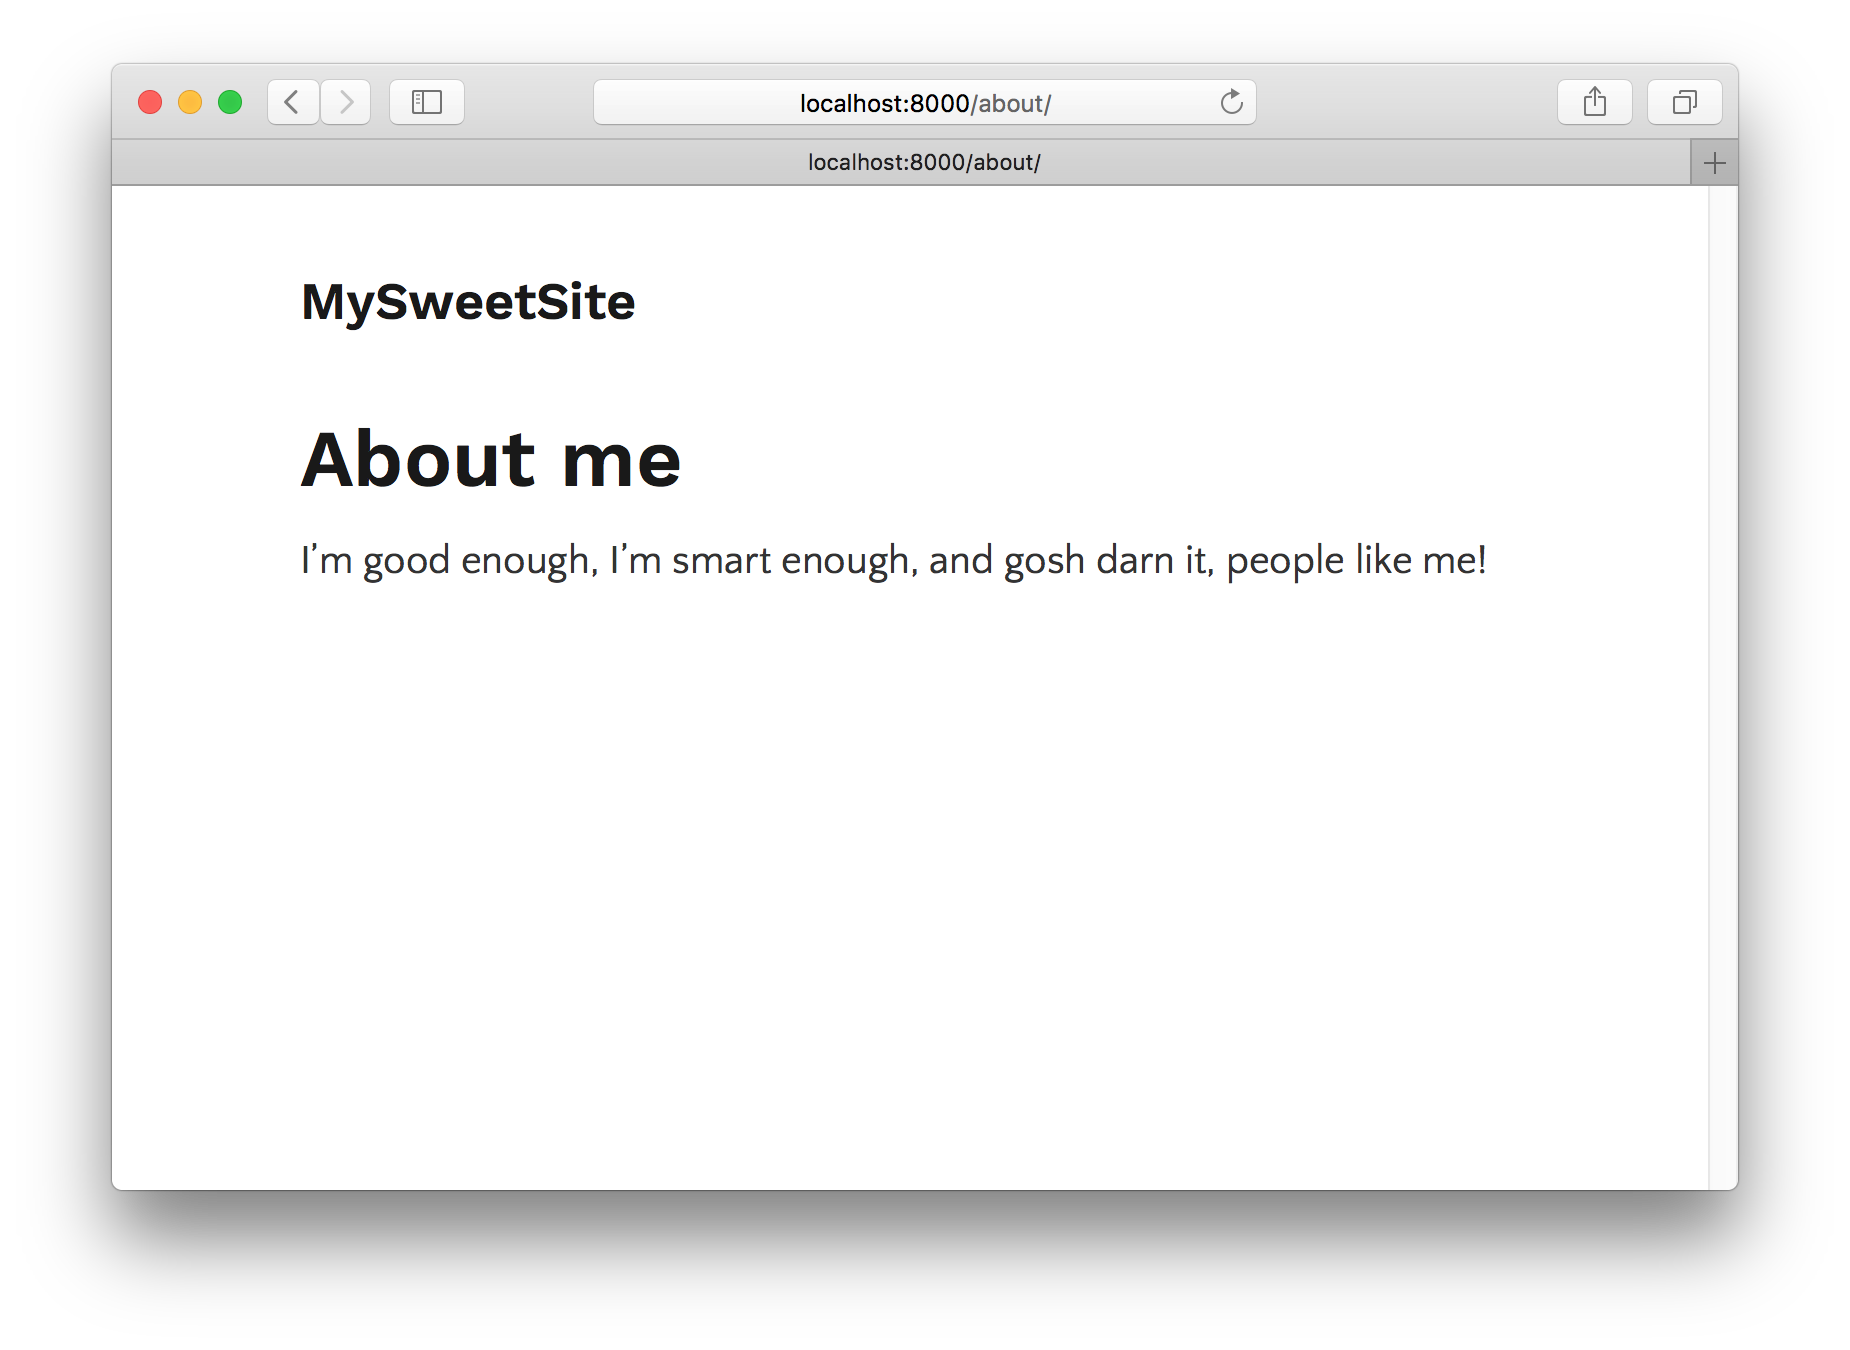 localhost:8000/about/
localhost:8000/about/
MySweetSite
About me
I’m good enough, I’m smart enough, and gosh darn it, people like me!